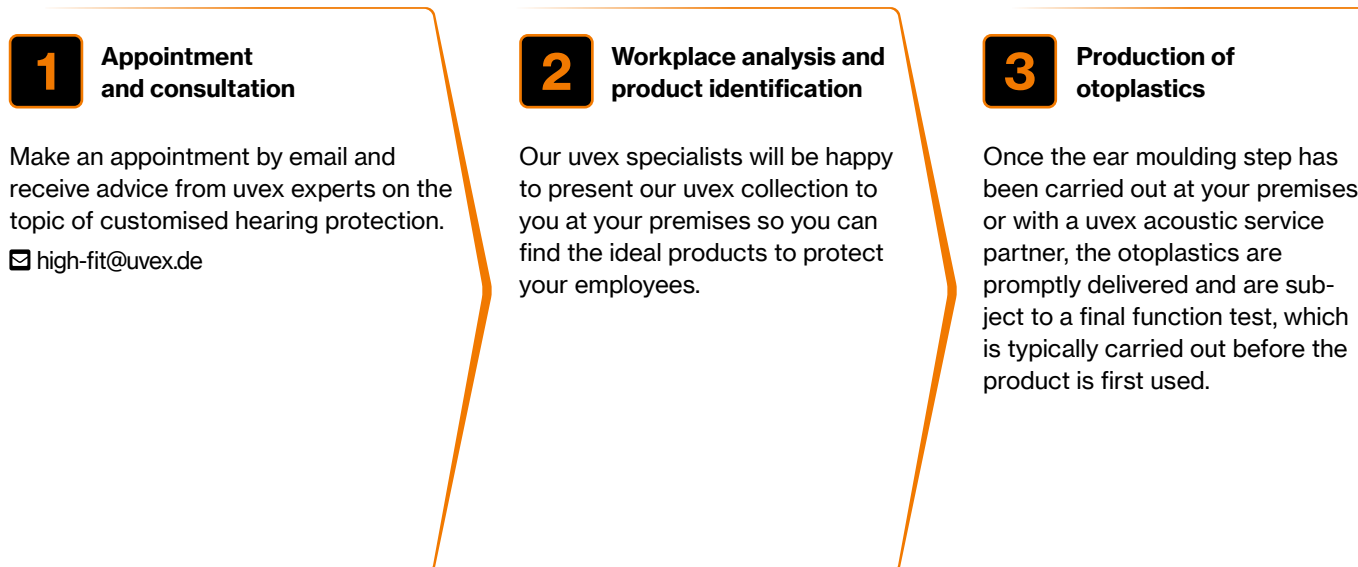 1
Appointment
and consultation
Make an appointment by email and
receive advice from uvex experts on the
topic of customised hearing protection.
high-fit@uvex.de
2
Workplace analysis and
product identification
Our uvex specialists will be happy
to present our uvex collection to
you at your premises so you can
find the ideal products to protect
your employees.
3
Production of
otoplastics
Once the ear moulding step has
been carried out at your premises
or with a uvex acoustic service
partner, the otoplastics are
promptly delivered and are sub-
ject to a final function test, which
is typically carried out before the
product is first used.